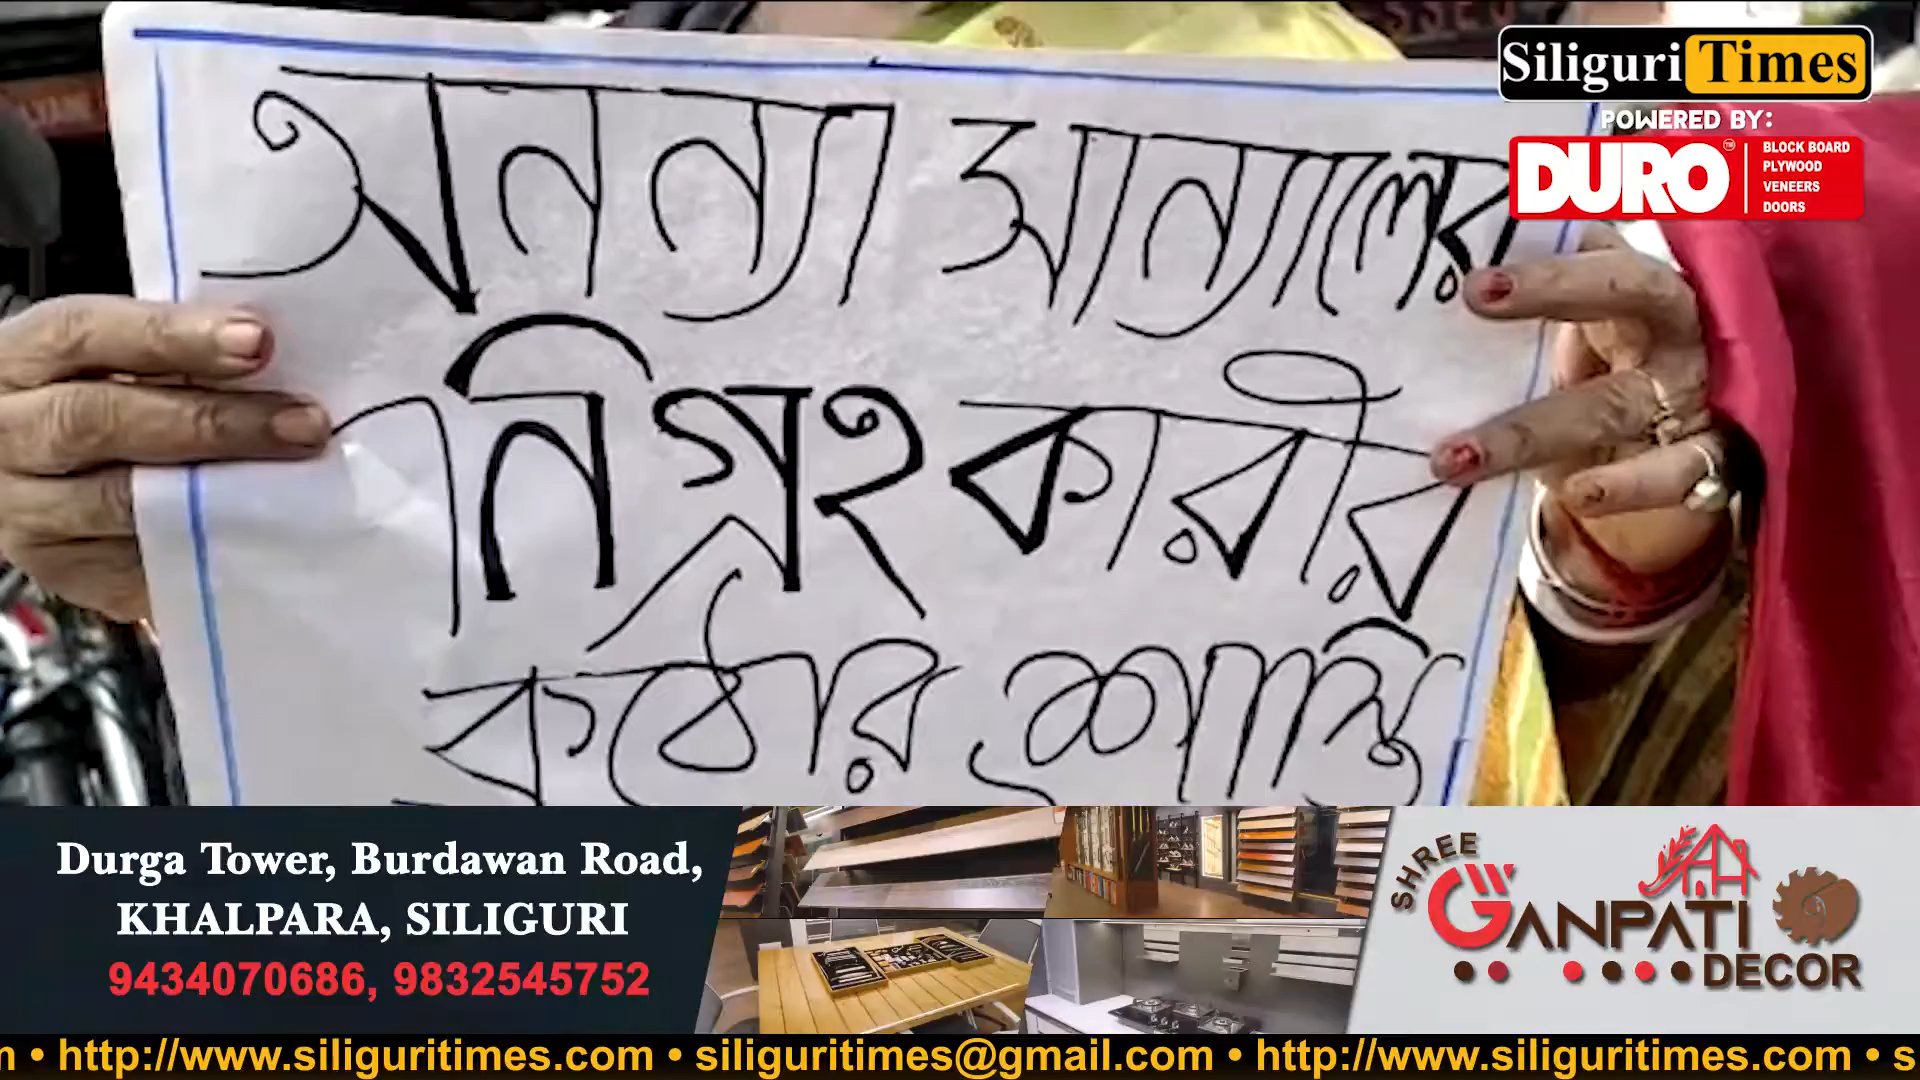 অনন্যা সান্যালের
নিগ্রহকারীর
কঠোর শাস্তি
Siliguri Times
POWERED BY:
DURO™
BLOCK BOARD
PLYWOOD
VENEERS
DOORS
Durga Tower, Burdawan Road,
KHALPARA, SILIGURI
9434070686, 9832545752
SHREE
GANPATI
DECOR
m • http://www.siliguritimes.com • siliguritimes@gmail.com • http://www.siliguritimes.com • s